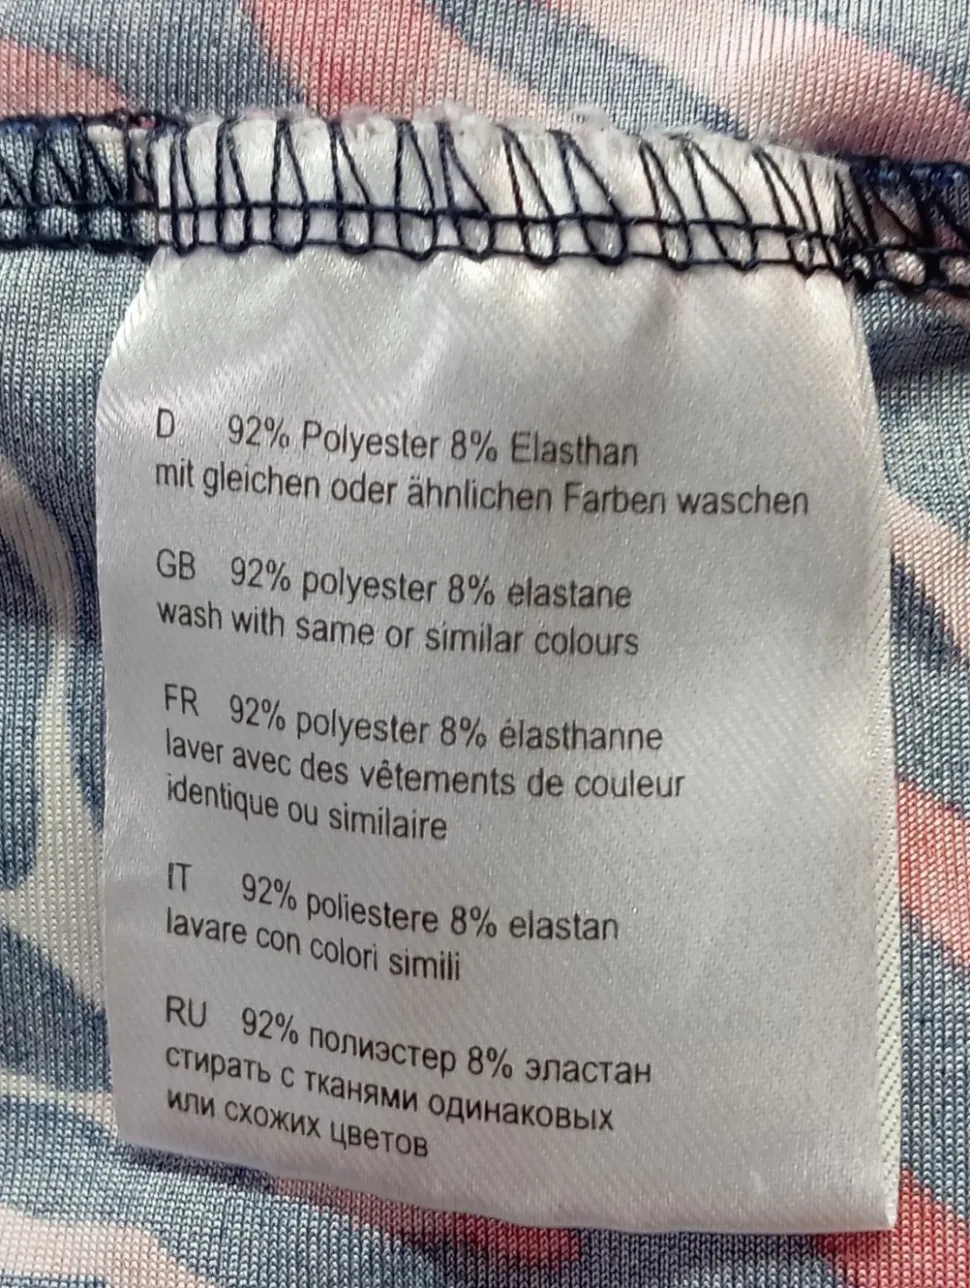 D 92% Polyester 8% Elasthan
mit gleichen oder ähnlichen Farben waschen
GB 92% polyester 8% elastane
wash with same or similar colours
FR 92% polyester 8% élasthanne
laver avec des vêtements de couleur
identique ou similaire
IT 92% poliestere 8% elastan
lavare con colori simili
RU 92% полиэстер 8% эластан
стирать с тканями одинаковых
или схожих цветов